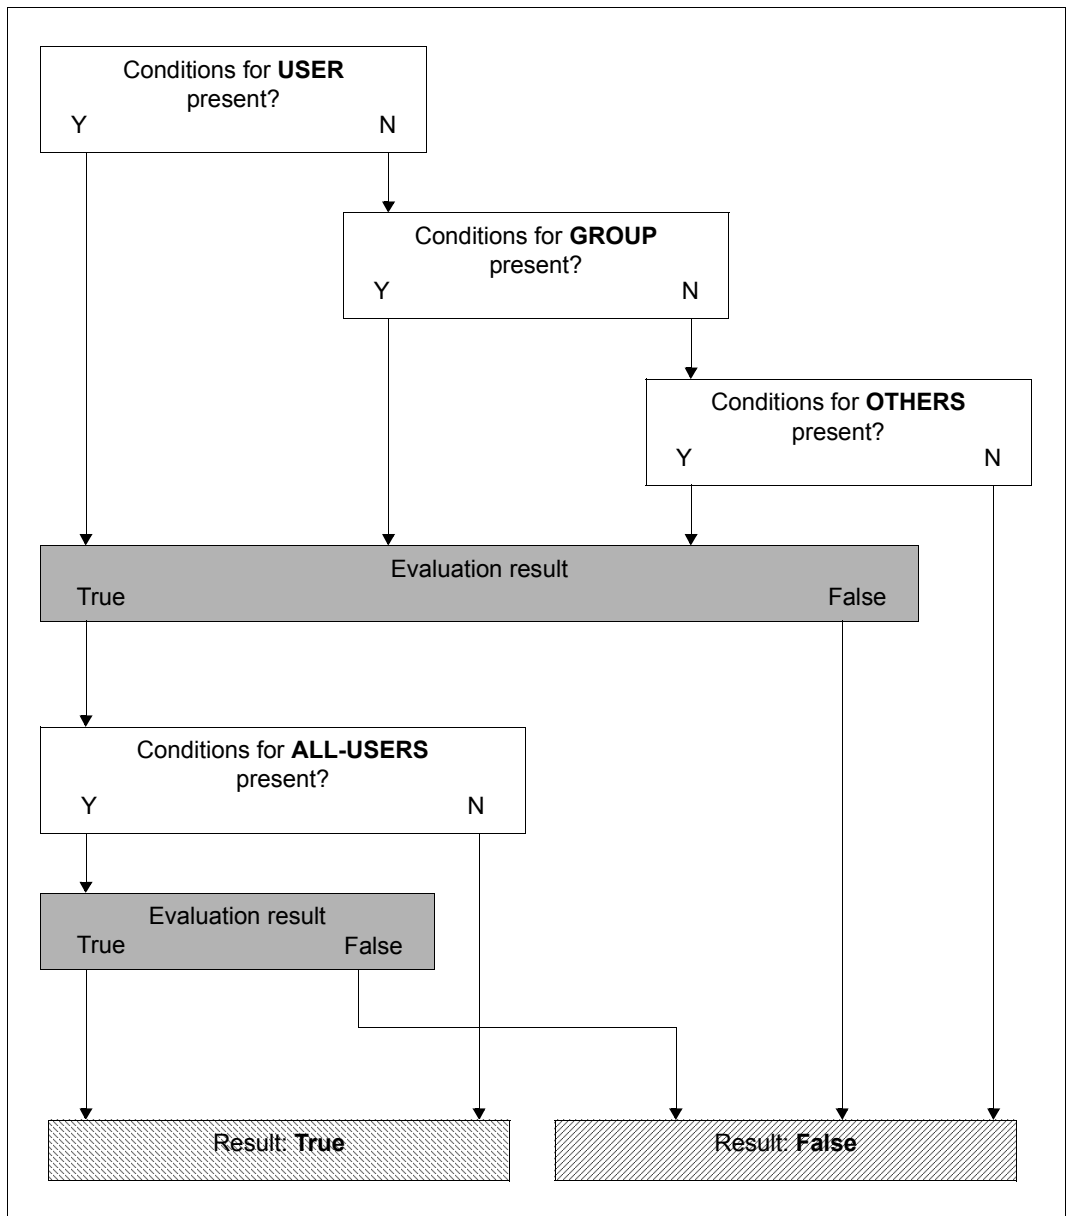 Conditions for USER
present?
Y N
Conditions for GROUP
present?
Y N
Conditions for OTHERS
present?
Y N
Evaluation result
True False
Conditions for ALL-USERS
present?
Y N
Evaluation result
True False
Result: True Result: False